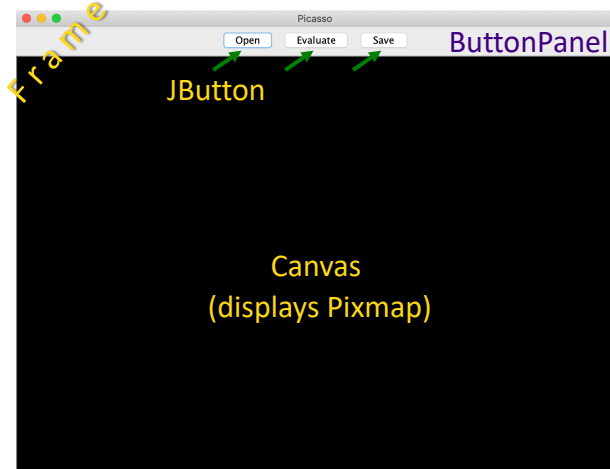 Picasso
Frame
Open Evaluate Save ButtonPanel
JButton
Canvas
(displays Pixmap)